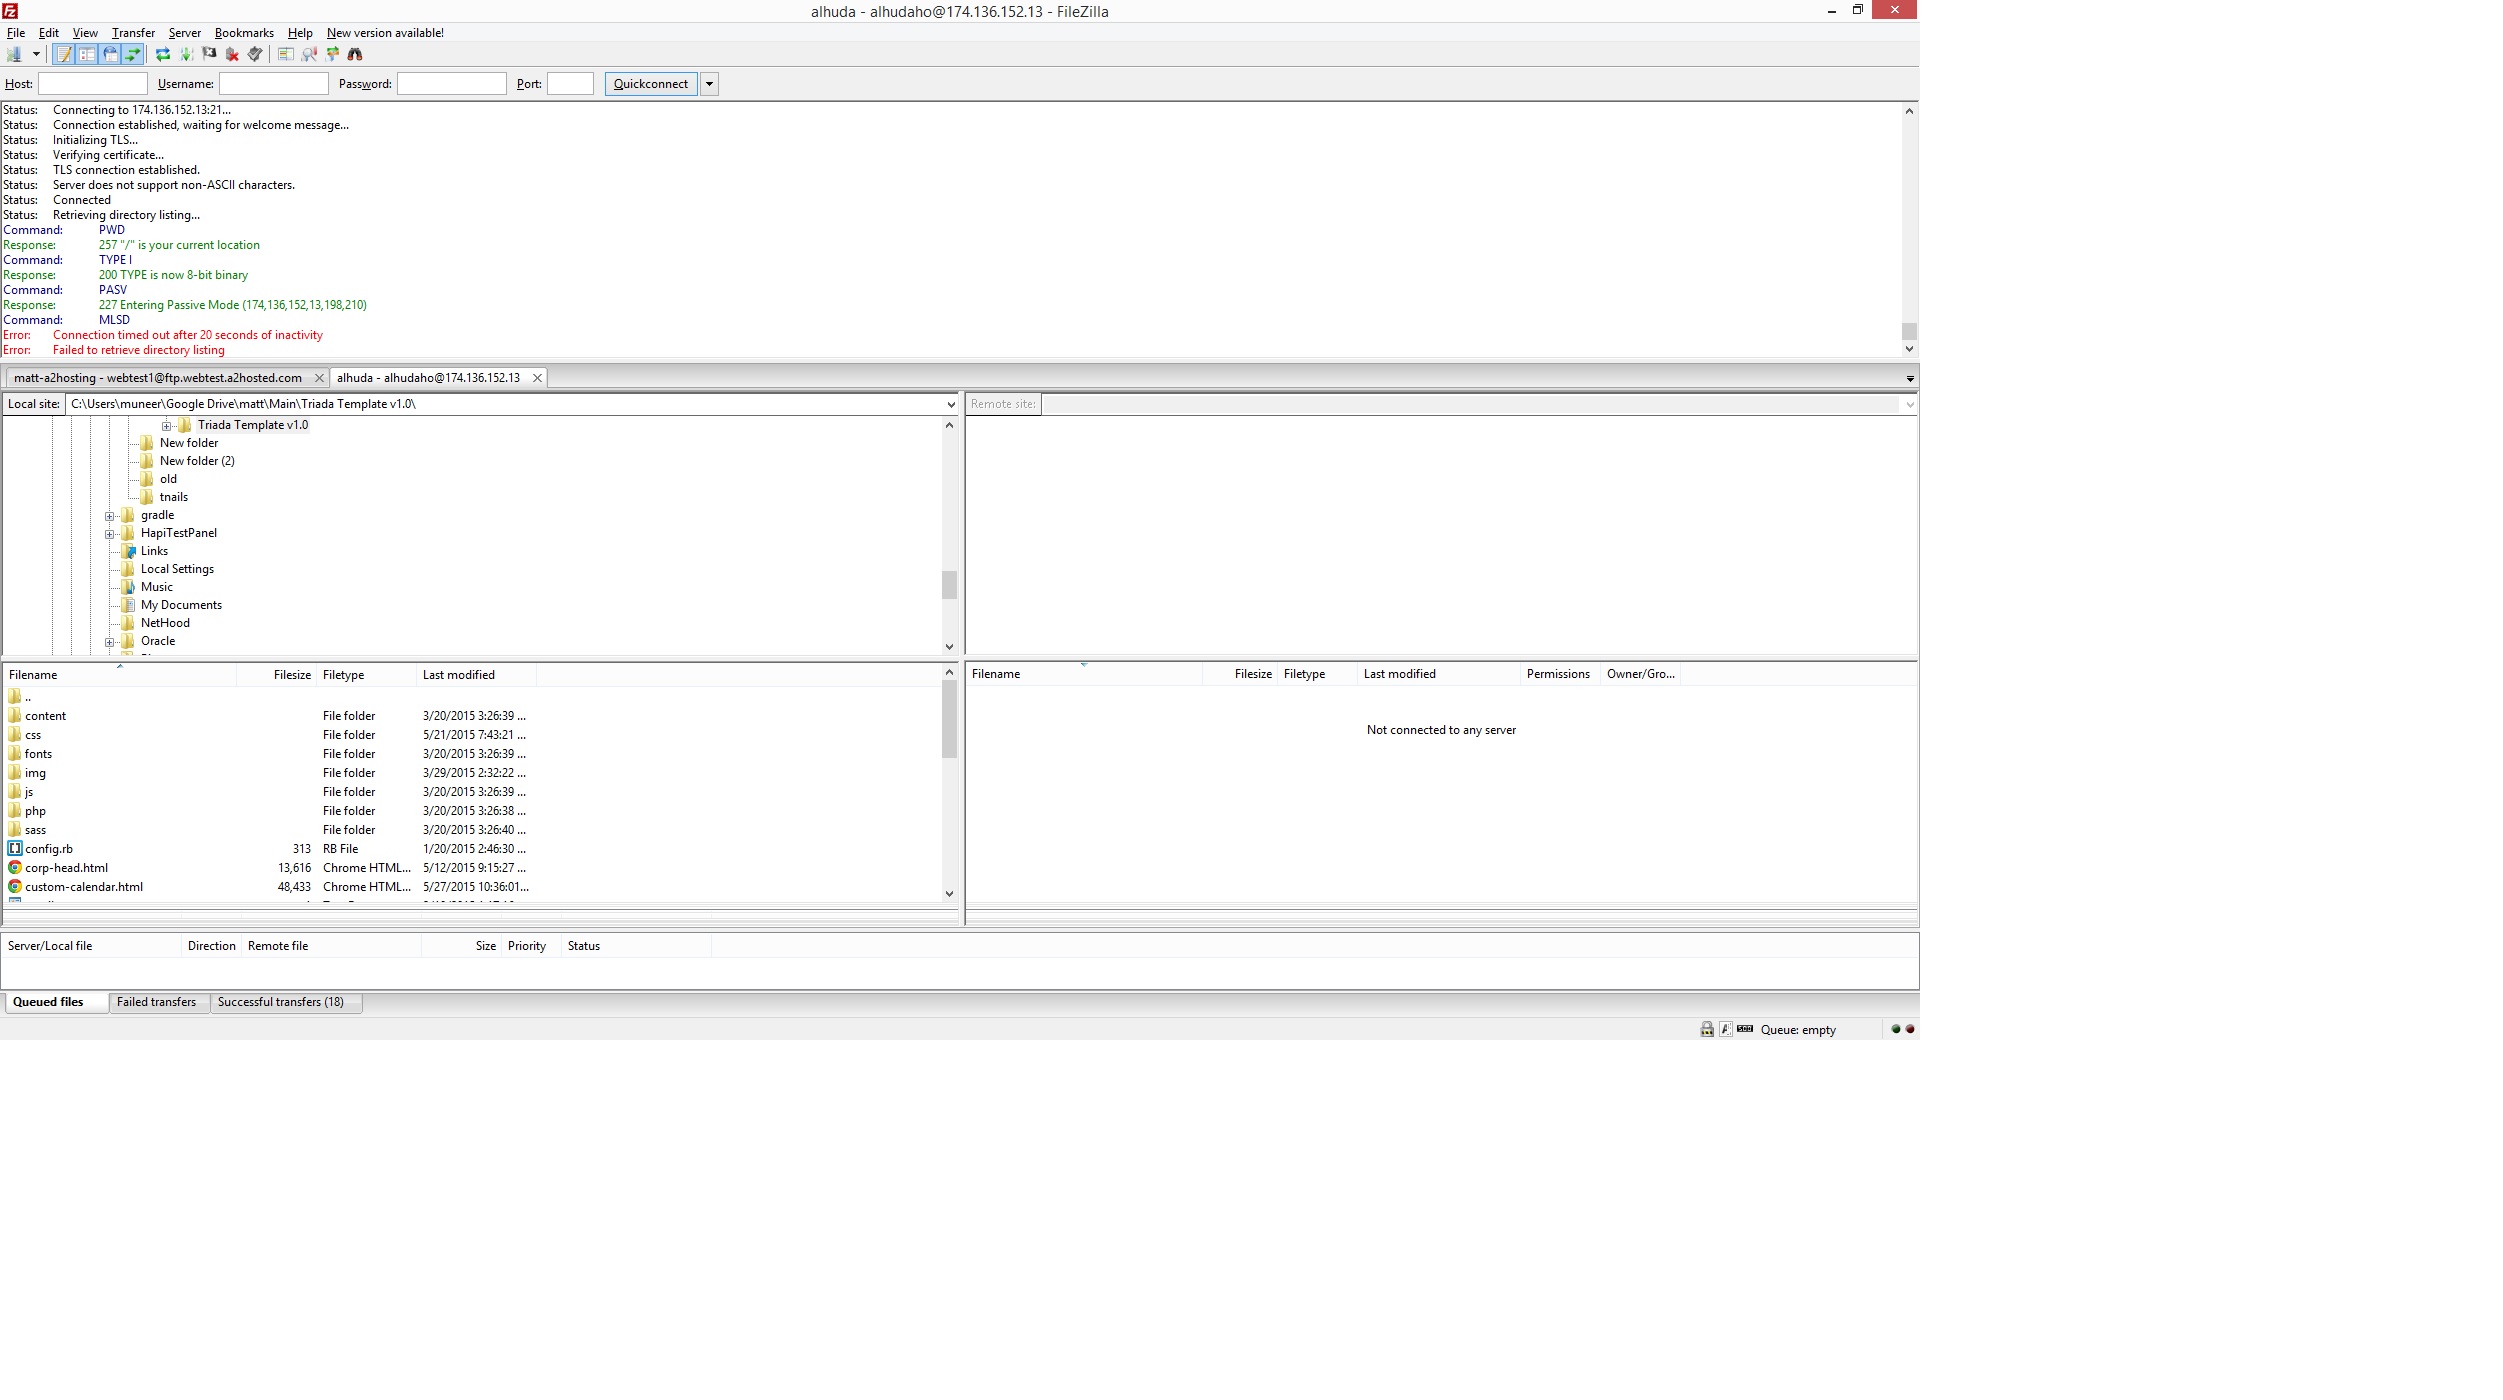 Fz
alhuda - alhudaho@174.136.152.13 - FileZilla
File Edit View Transfer Server Bookmarks Help New version available!
Host: Username: Password: Port: Quickconnect
Status: Connecting to 174.136.152.13:21...
Status: Connection established, waiting for welcome message...
Status: Initializing TLS...
Status: Verifying certificate...
Status: TLS connection established.
Status: Server does not support non-ASCII characters.
Status: Connected
Status: Retrieving directory listing...
Command: PWD
Response: 257 "/" is your current location
Command: TYPE I
Response: 200 TYPE is now 8-bit binary
Command: PASV
Response: 227 Entering Passive Mode (174,136,152,13,198,210)
Command: MLSD
Error: Connection timed out after 20 seconds of inactivity
Error: Failed to retrieve directory listing
matt-a2hosting - webtest1@ftp.webtest.a2hosted.com alhuda - alhudaho@174.136.152.13
Local site: C:\Users\muneer\Google Drive\matt\Main\Triada Template v1.0\
Remote site:
Triada Template v1.0
New folder
New folder (2)
old
tnails
gradle
HapiTestPanel
Links
Local Settings
Music
My Documents
NetHood
Oracle
Filename Filesize Filetype Last modified
..
content File folder 3/20/2015 3:26:39 ...
css File folder 5/21/2015 7:43:21 ...
fonts File folder 3/20/2015 3:26:39 ...
img File folder 3/29/2015 2:32:22 ...
js File folder 3/20/2015 3:26:39 ...
php File folder 3/20/2015 3:26:38 ...
sass File folder 3/20/2015 3:26:40 ...
config.rb 313 RB File 1/20/2015 2:46:30 ...
corp-head.html 13,616 Chrome HTML... 5/12/2015 9:15:27 ...
custom-calendar.html 48,433 Chrome HTML... 5/27/2015 10:36:01...
Filename Filesize Filetype Last modified Permissions Owner/Gro...
Not connected to any server
Server/Local file Direction Remote file Size Priority Status
Queued files Failed transfers Successful transfers (18)
Queue: empty